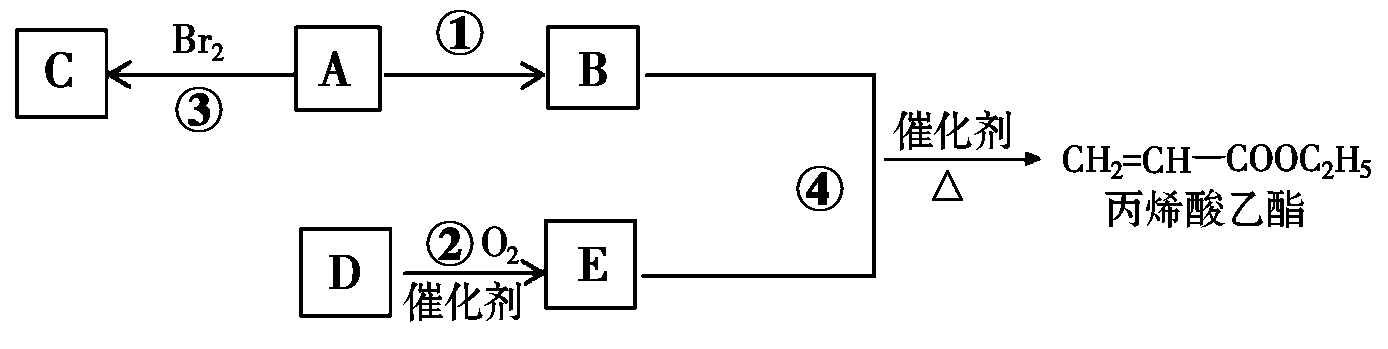 C
Br₂
③
A
①
B
D
② O₂
催化剂
E
④
催化剂
△
CH₂=CH—COOC₂H₅
丙烯酸乙酯